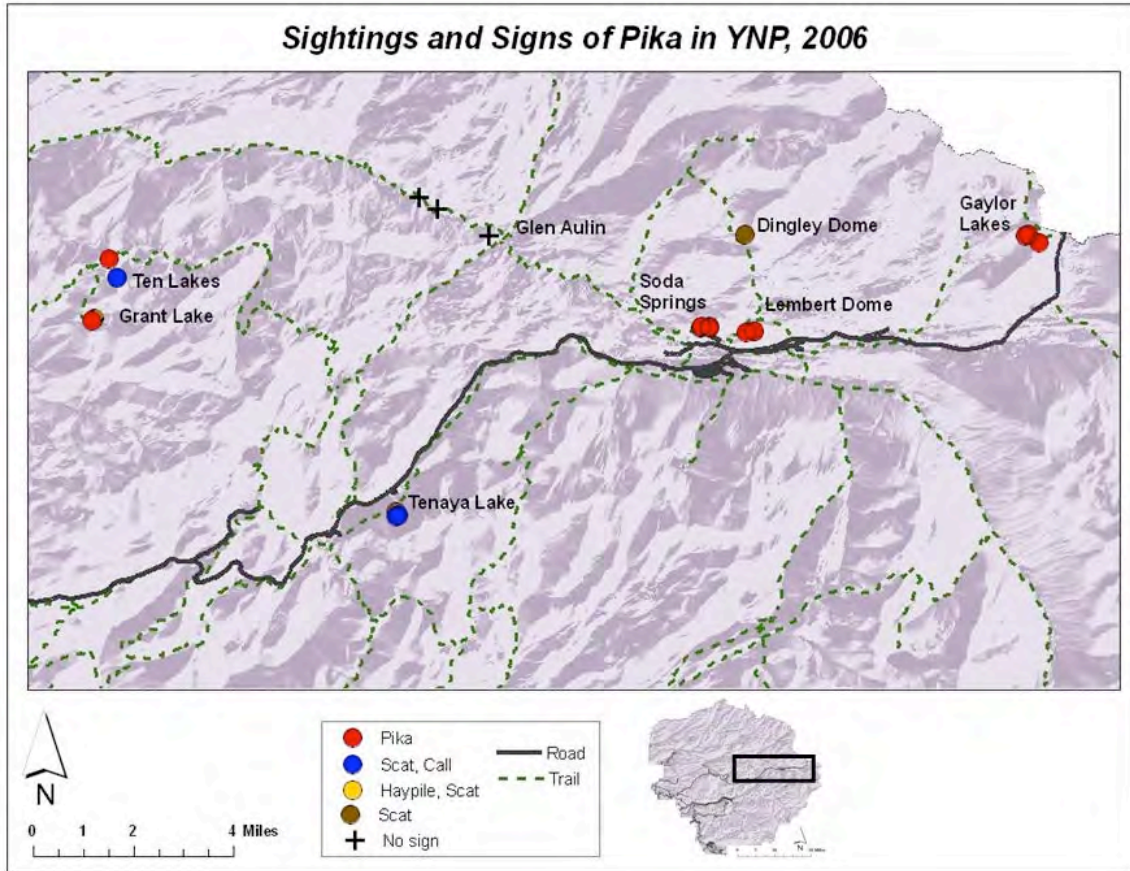 Sightings and Signs of Pika in YNP, 2006
Glen Aulin
Dingley Dome
Gaylor
Lakes
Ten Lakes
Grant Lake
Soda
Springs
Lembert Dome
Tenaya Lake
N
0 1 2 4 Miles
Pika
Scat, Call
Haypile, Scat
Scat
No sign
Road
Trail
N